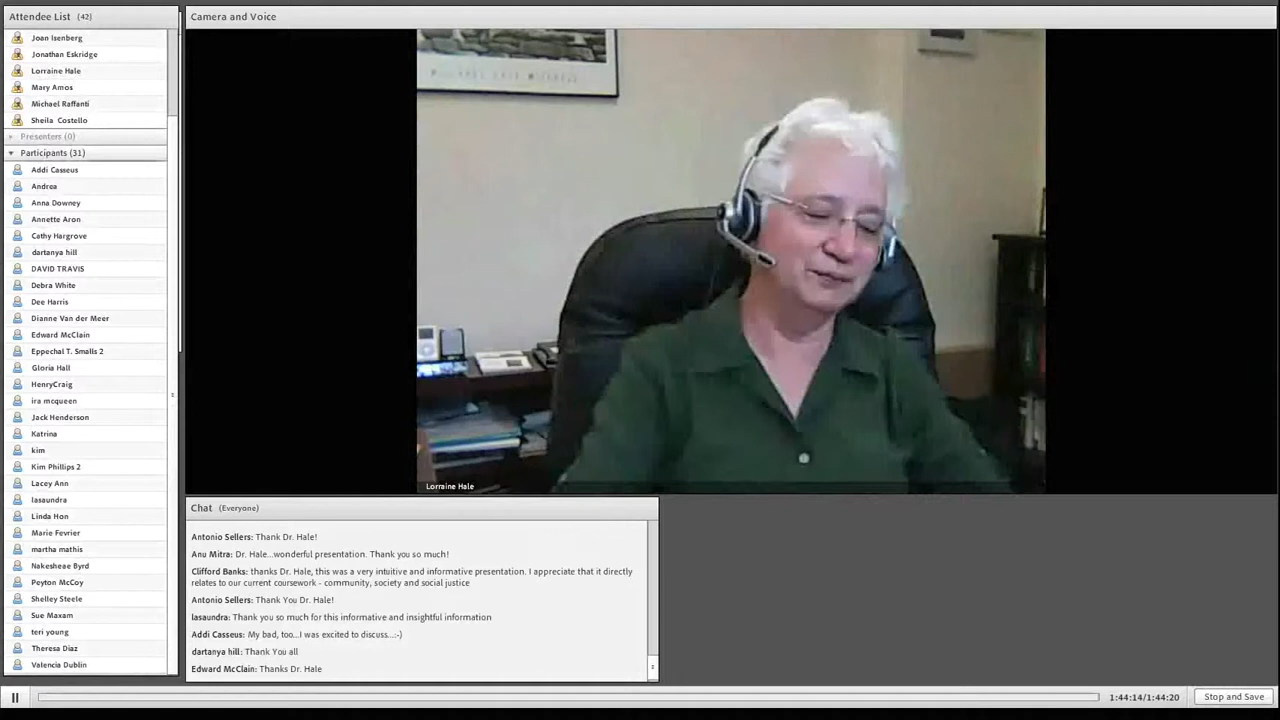 Attendee List (42)
Joan Isenberg
Jonathan Eskridge
Lorraine Hale
Mary Amos
Michael Raffanti
Sheila Costello
Presenters (0)
Participants (31)
Addi Casseus
Andrea
Anna Downey
Annette Aron
Cathy Hargrove
dartanya hill
DAVID TRAVIS
Debra White
Dee Harris
Dianne Van der Meer
Edward McClain
Eppechal T. Smalls 2
Gloria Hall
HenryCraig
ira mcqueen
Jack Henderson
Katrina
kim
Kim Phillips 2
Lacey Ann
lasaundra
Linda Hon
Marie Fevrier
martha mathis
Nakesheae Byrd
Peyton McCoy
Shelley Steele
Sue Maxam
teri young
Theresa Diaz
Valencia Dublin
Camera and Voice
Lorraine Hale
Chat (Everyone)
Antonio Sellers: Thank Dr. Hale!
Anu Mitra: Dr. Hale...wonderful presentation. Thank you so much!
Clifford Banks: thanks Dr. Hale, this was a very intuitive and informative presentation. I appreciate that it directly
relates to our current coursework - community, society and social justice
Antonio Sellers: Thank You Dr. Hale!
lasaundra: Thank you so much for this informative and insightful information
Addi Casseus: My bad, too...I was excited to discuss...:-)
dartanya hill: Thank You all
Edward McClain: Thanks Dr. Hale
1:44:14/1:44:20
Stop and Save